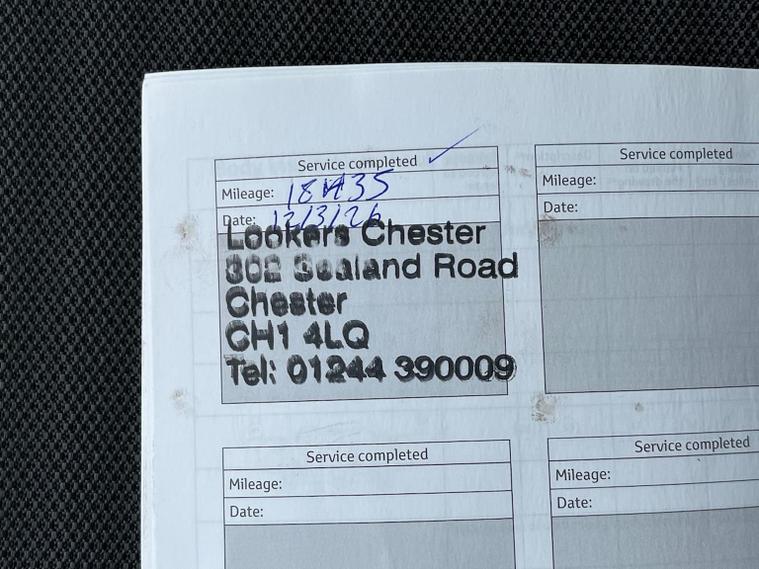 Service completed
Mileage:
Date: 12/3/26
Lookers Chester
302 Sealand Road
Chester
CH1 4LQ
Tel: 01244 390009
Service completed
Mileage:
Date:
Service completed
Mileage:
Date:
Service completed
Mileage:
Date: